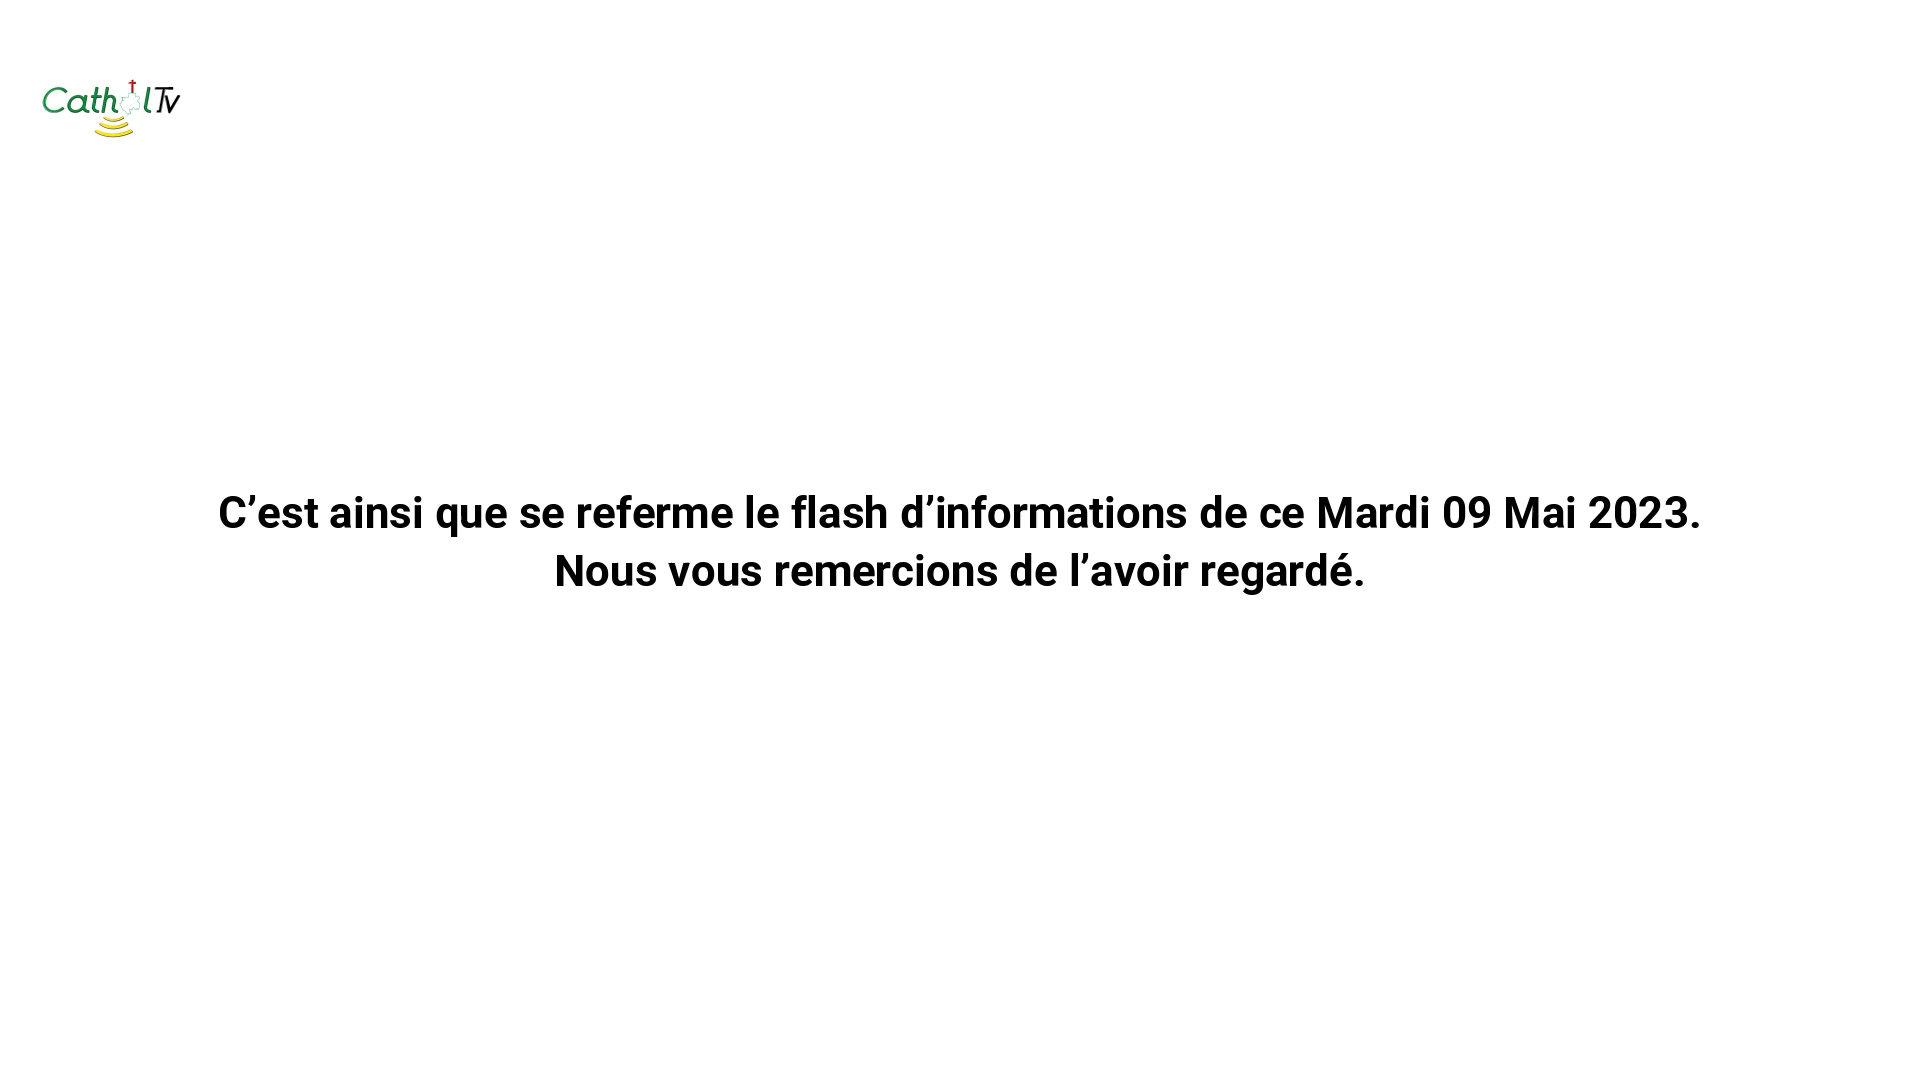 CatholTv
C’est ainsi que se referme le flash d’informations de ce Mardi 09 Mai 2023.
Nous vous remercions de l’avoir regardé.